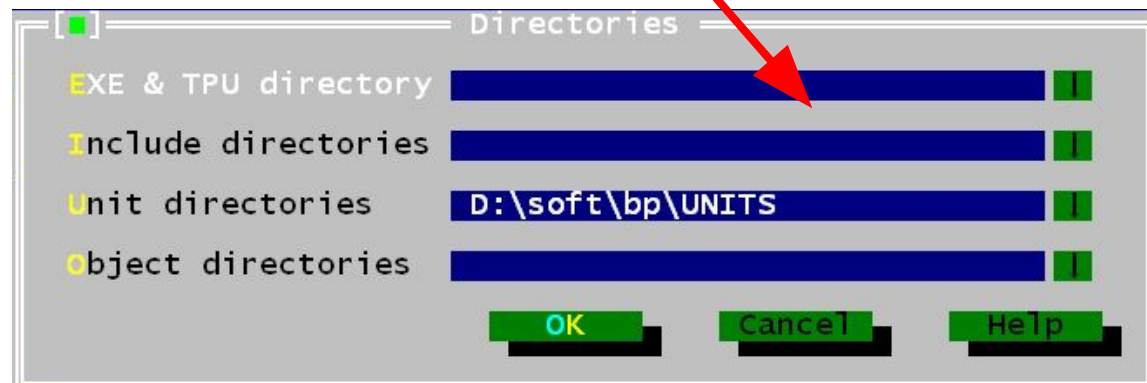 [■] Directories
EXE & TPU directory
Include directories
Unit directories D:\soft\bp\UNITS
Object directories
OK Cancel Help